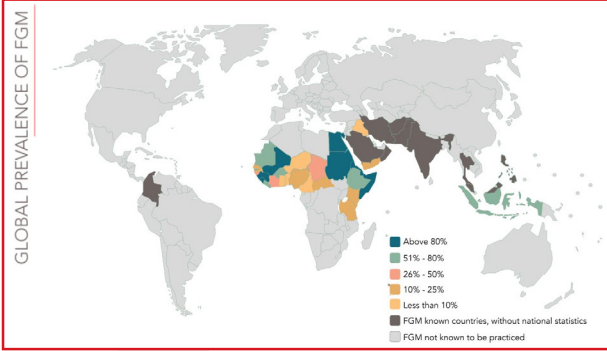 GLOBAL PREVALENCE OF FGM
Above 80%
51% - 80%
26% - 50%
10% - 25%
Less than 10%
FGM known countries, without national statistics
FGM not known to be practiced